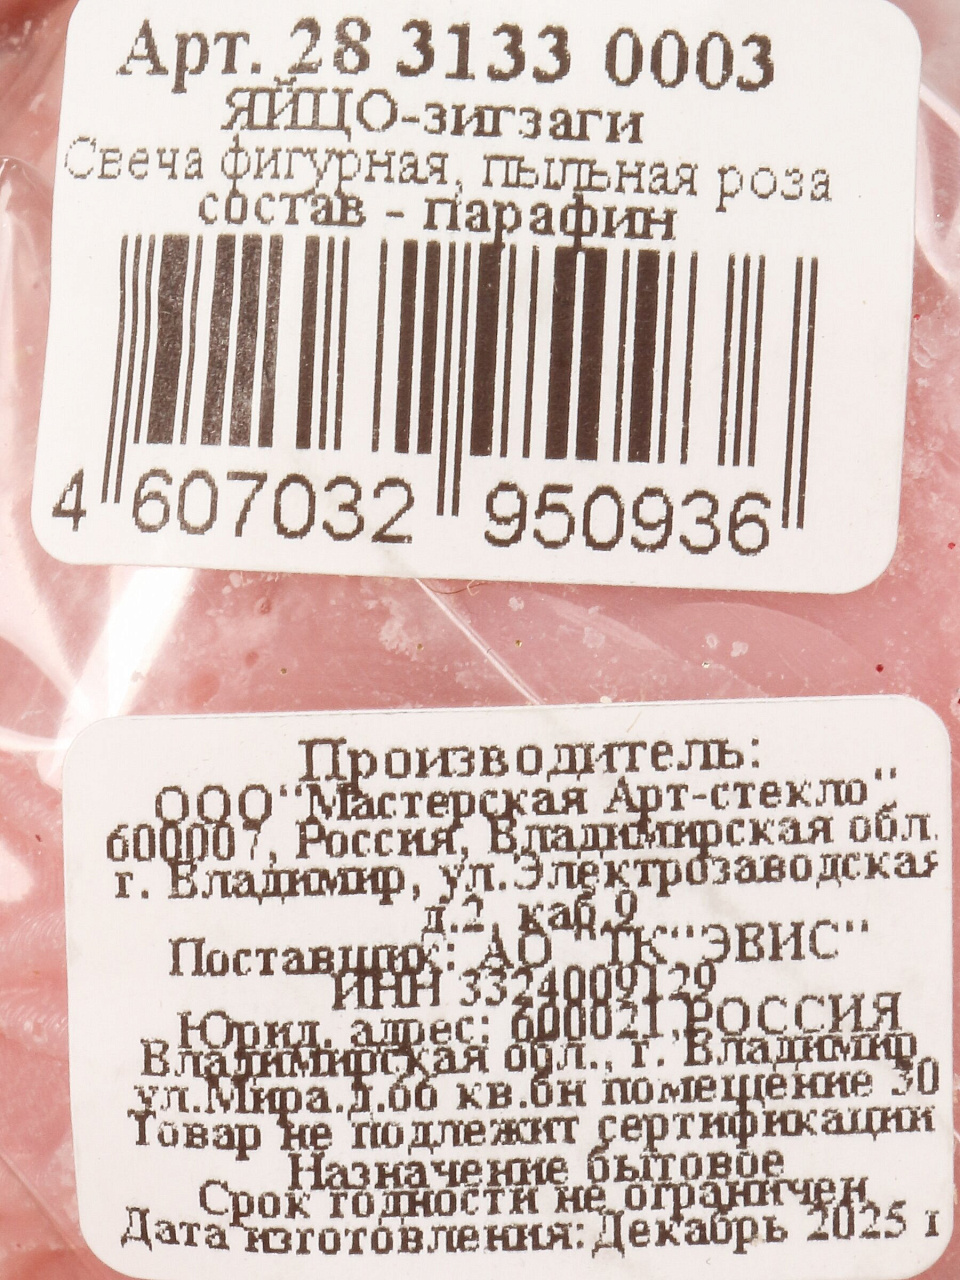 Арт. 28 3133 0003
ЯЙЦО-зигзаги
Свеча фигурная, пыльная роза
состав - парафин
4 607032 950936
Производитель:
ООО "Мастерская Арт-стекло"
600007, Россия, Владимирская обл.
г. Владимир, ул.Электрозаводская
д.2, каб.9
Поставщик: АО "ТК"ЭВИС"
ИНН 3324009129
Юрид. адрес: 600021,РОССИЯ
Владимирская обл., г. Владимир
ул.Мира,д.6б кв.6н помещение 30
Товар не подлежит сертификации
Назначение бытовое
Срок годности не ограничен
Дата изготовления: Декабрь 2025 г